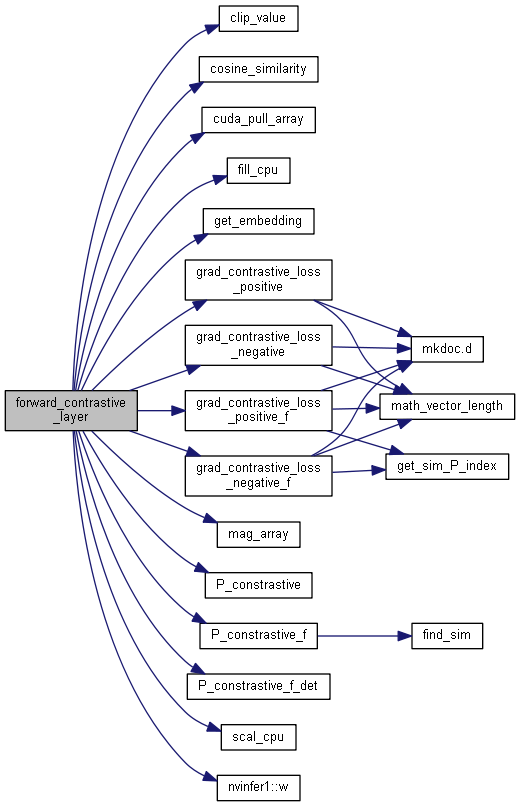 clip_value
cosine_similarity
cuda_pull_array
fill_cpu
get_embedding
grad_contrastive_loss
_positive
grad_contrastive_loss
_negative
mkdoc.d
forward_contrastive
_layer
grad_contrastive_loss
_positive_f
math_vector_length
grad_contrastive_loss
_negative_f
get_sim_P_index
mag_array
P_constrastive
P_constrastive_f
find_sim
P_constrastive_f_det
scal_cpu
nvinfer1::w